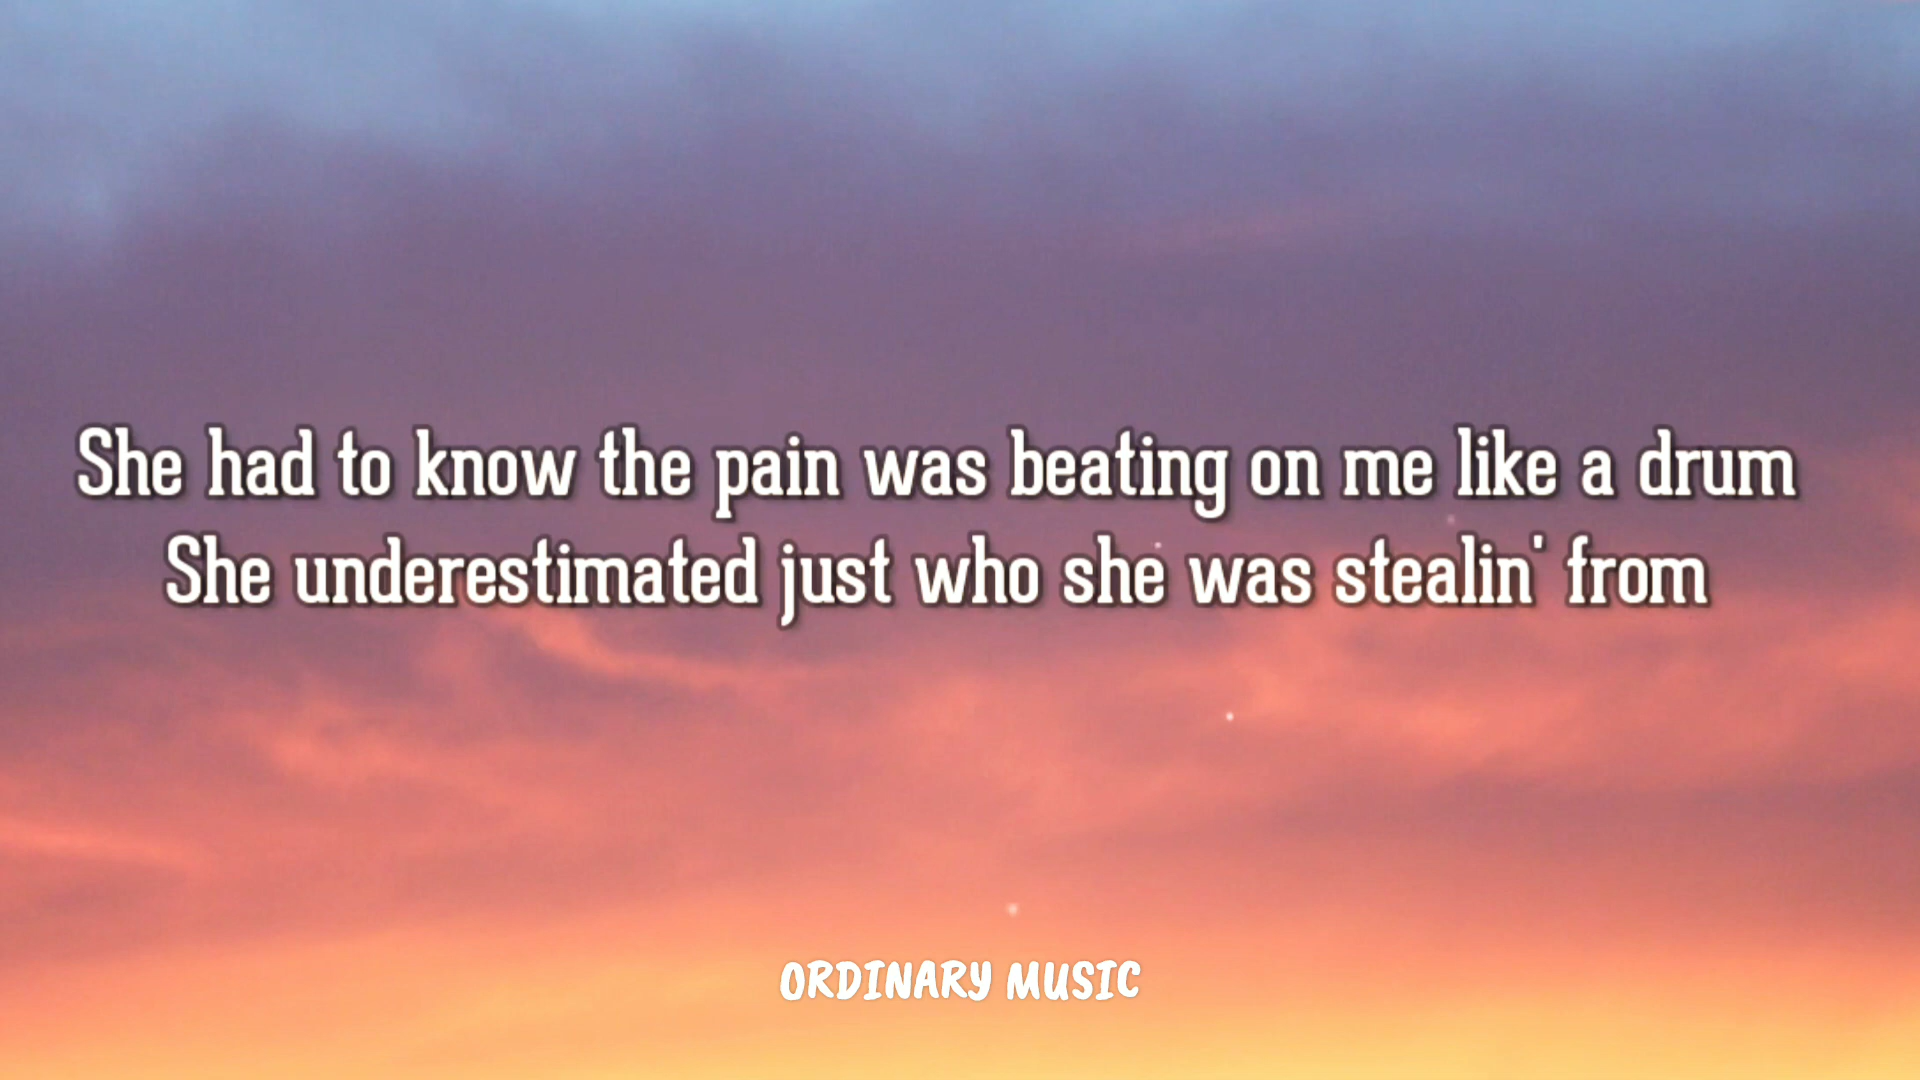 She had to know the pain was beating on me like a drum
She underestimated just who she was stealin' from
ORDINARY MUSIC